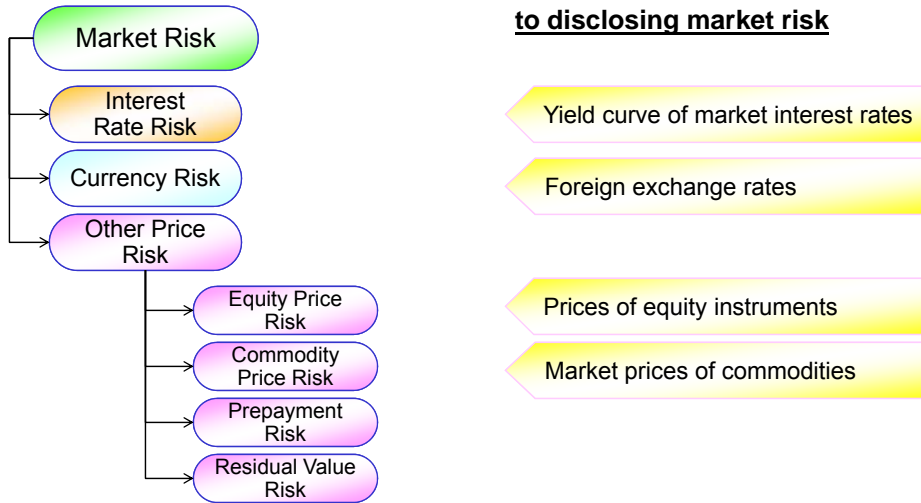 to disclosing market risk
Market Risk
Interest
Rate Risk
Yield curve of market interest rates
Currency Risk
Foreign exchange rates
Other Price
Risk
Equity Price
Risk
Prices of equity instruments
Commodity
Price Risk
Market prices of commodities
Prepayment
Risk
Residual Value
Risk